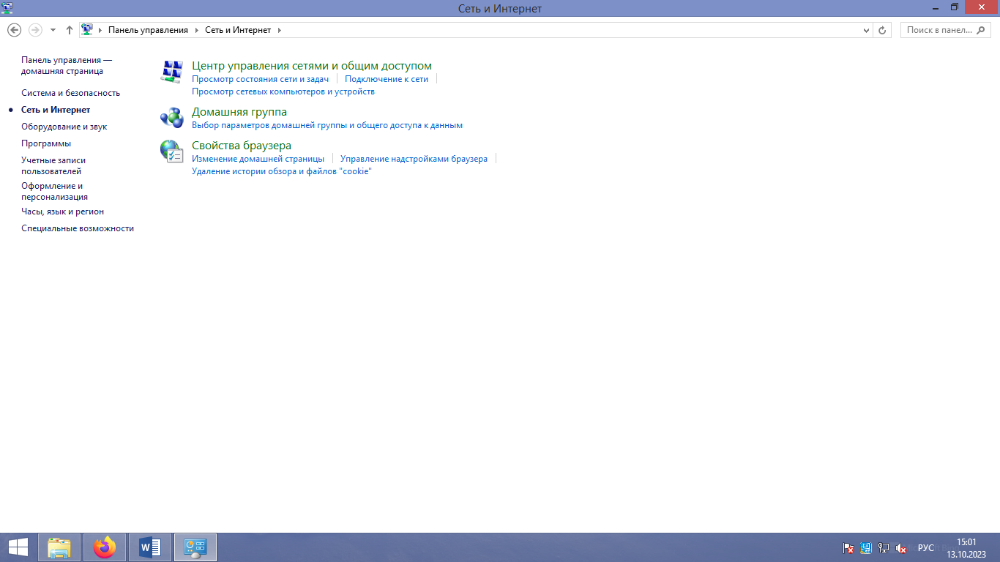 Сеть и Интернет
Панель управления
Сеть и Интернет
Поиск в панел...
Панель управления —
домашняя страница
Система и безопасность
Сеть и Интернет
Оборудование и звук
Программы
Учетные записи
пользователей
Оформление и
персонализация
Часы, язык и регион
Специальные возможности
Центр управления сетями и общим доступом
Просмотр состояния сети и задач
Подключение к сети
Просмотр сетевых компьютеров и устройств
Домашняя группа
Выбор параметров домашней группы и общего доступа к данным
Свойства браузера
Изменение домашней страницы
Управление надстройками браузера
Удаление истории обзора и файлов "cookie"
РУС
15:01
13.10.2023